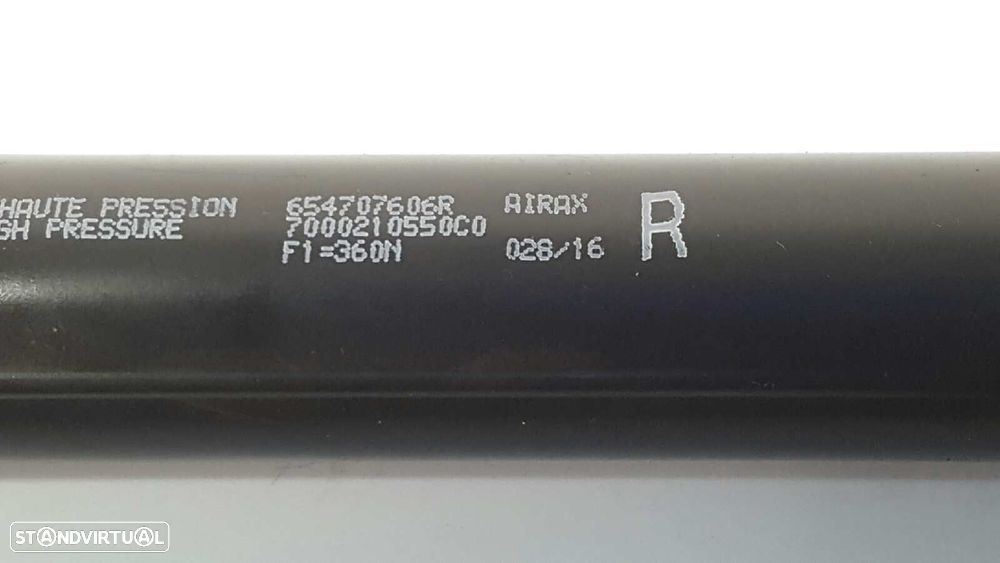 HAUTE PRESSION 654707606R AIRAX R
GH PRESSURE 7000210550C0
F1=360N 028/16
STANDVIRTUAL